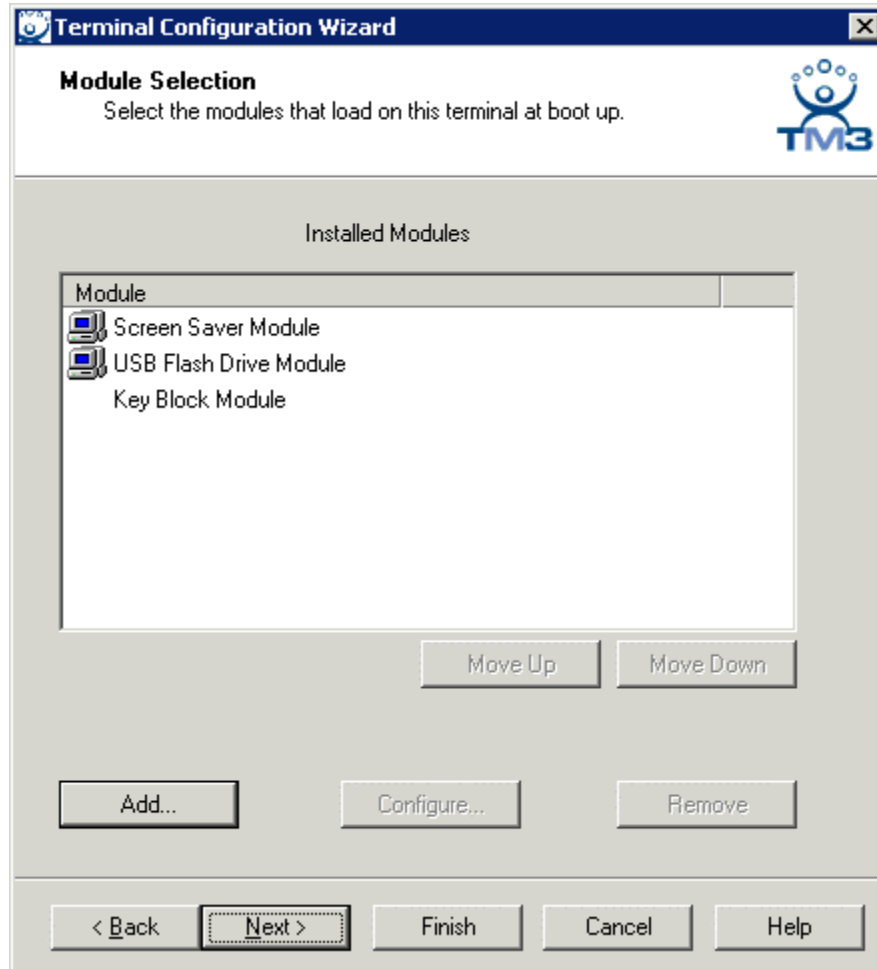 Terminal Configuration Wizard
Module Selection
Select the modules that load on this terminal at boot up.
TM3
Installed Modules
Module
Screen Saver Module
USB Flash Drive Module
Key Block Module
Move Up
Move Down
Add...
Configure...
Remove
< Back
Next >
Finish
Cancel
Help